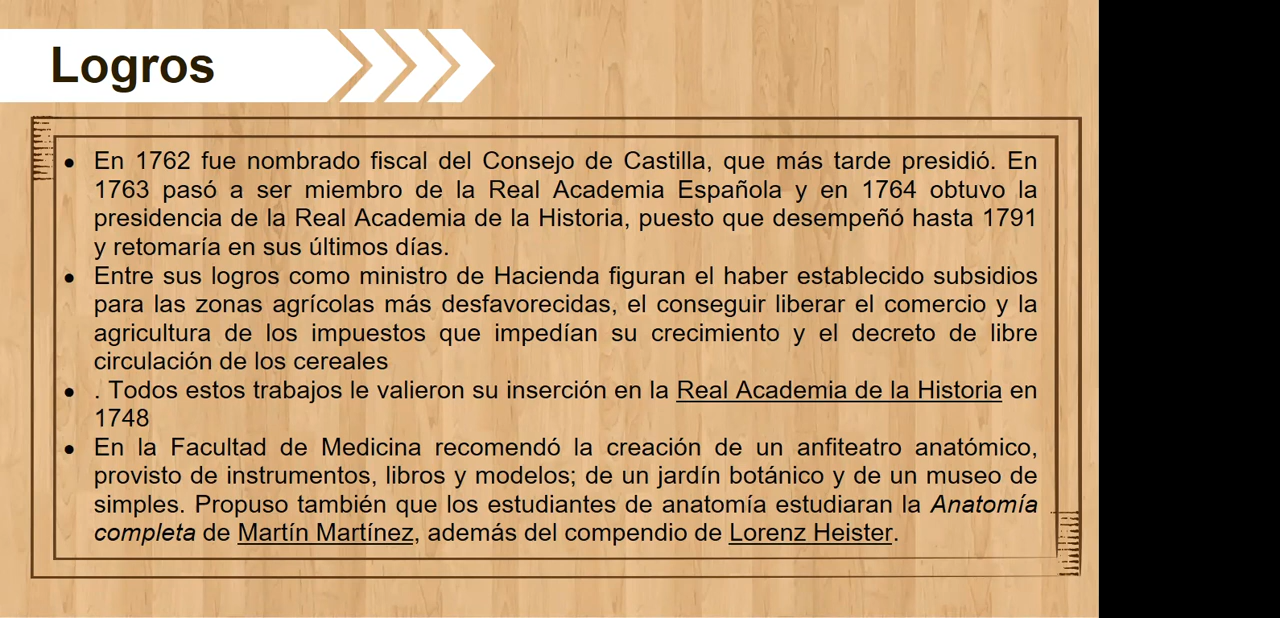 Logros
● En 1762 fue nombrado fiscal del Consejo de Castilla, que más tarde presidió. En
1763 pasó a ser miembro de la Real Academia Española y en 1764 obtuvo la
presidencia de la Real Academia de la Historia, puesto que desempeñó hasta 1791
y retomaría en sus últimos días.
● Entre sus logros como ministro de Hacienda figuran el haber establecido subsidios
para las zonas agrícolas más desfavorecidas, el conseguir liberar el comercio y la
agricultura de los impuestos que impedían su crecimiento y el decreto de libre
circulación de los cereales
● . Todos estos trabajos le valieron su inserción en la Real Academia de la Historia en
1748
● En la Facultad de Medicina recomendó la creación de un anfiteatro anatómico,
provisto de instrumentos, libros y modelos; de un jardín botánico y de un museo de
simples. Propuso también que los estudiantes de anatomía estudiaran la Anatomía
completa de Martín Martínez, además del compendio de Lorenz Heister.